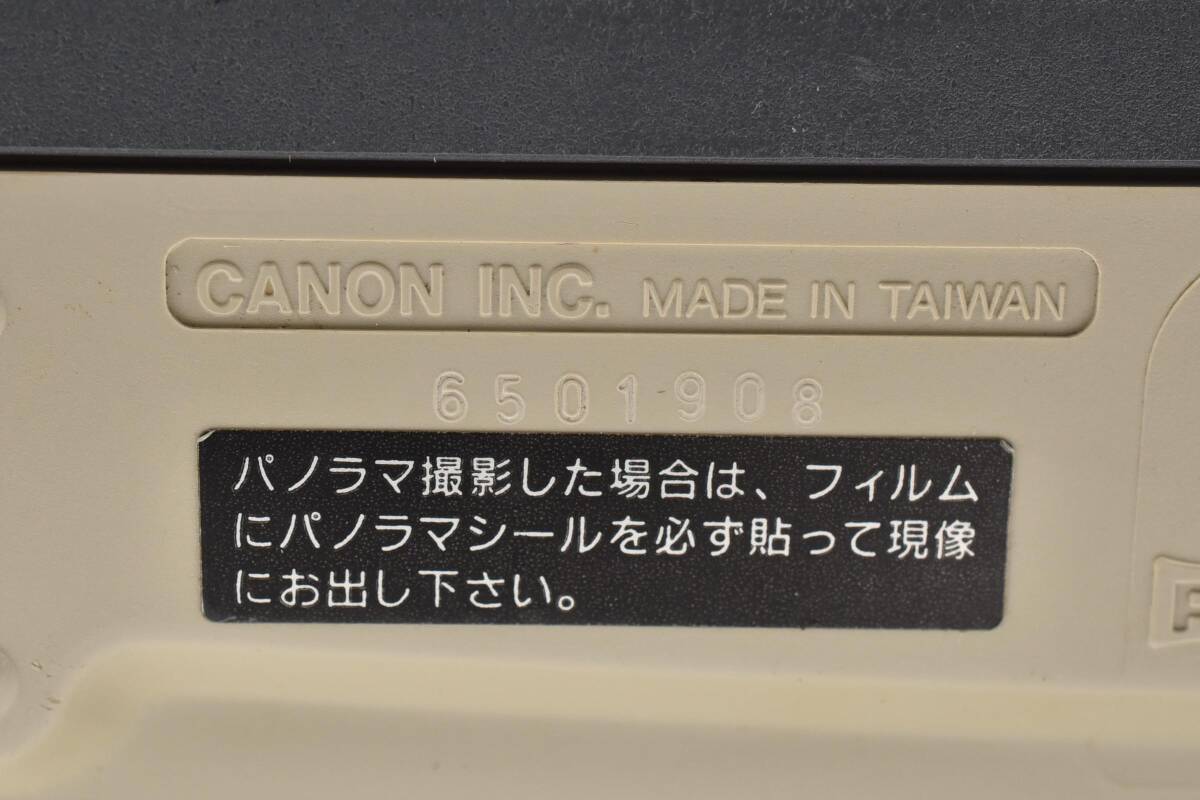 CANON INC. MADE IN TAIWAN
6501908
パノラマ撮影した場合は、フィルム
にパノラマシールを必ず貼って現像
にお出し下さい。